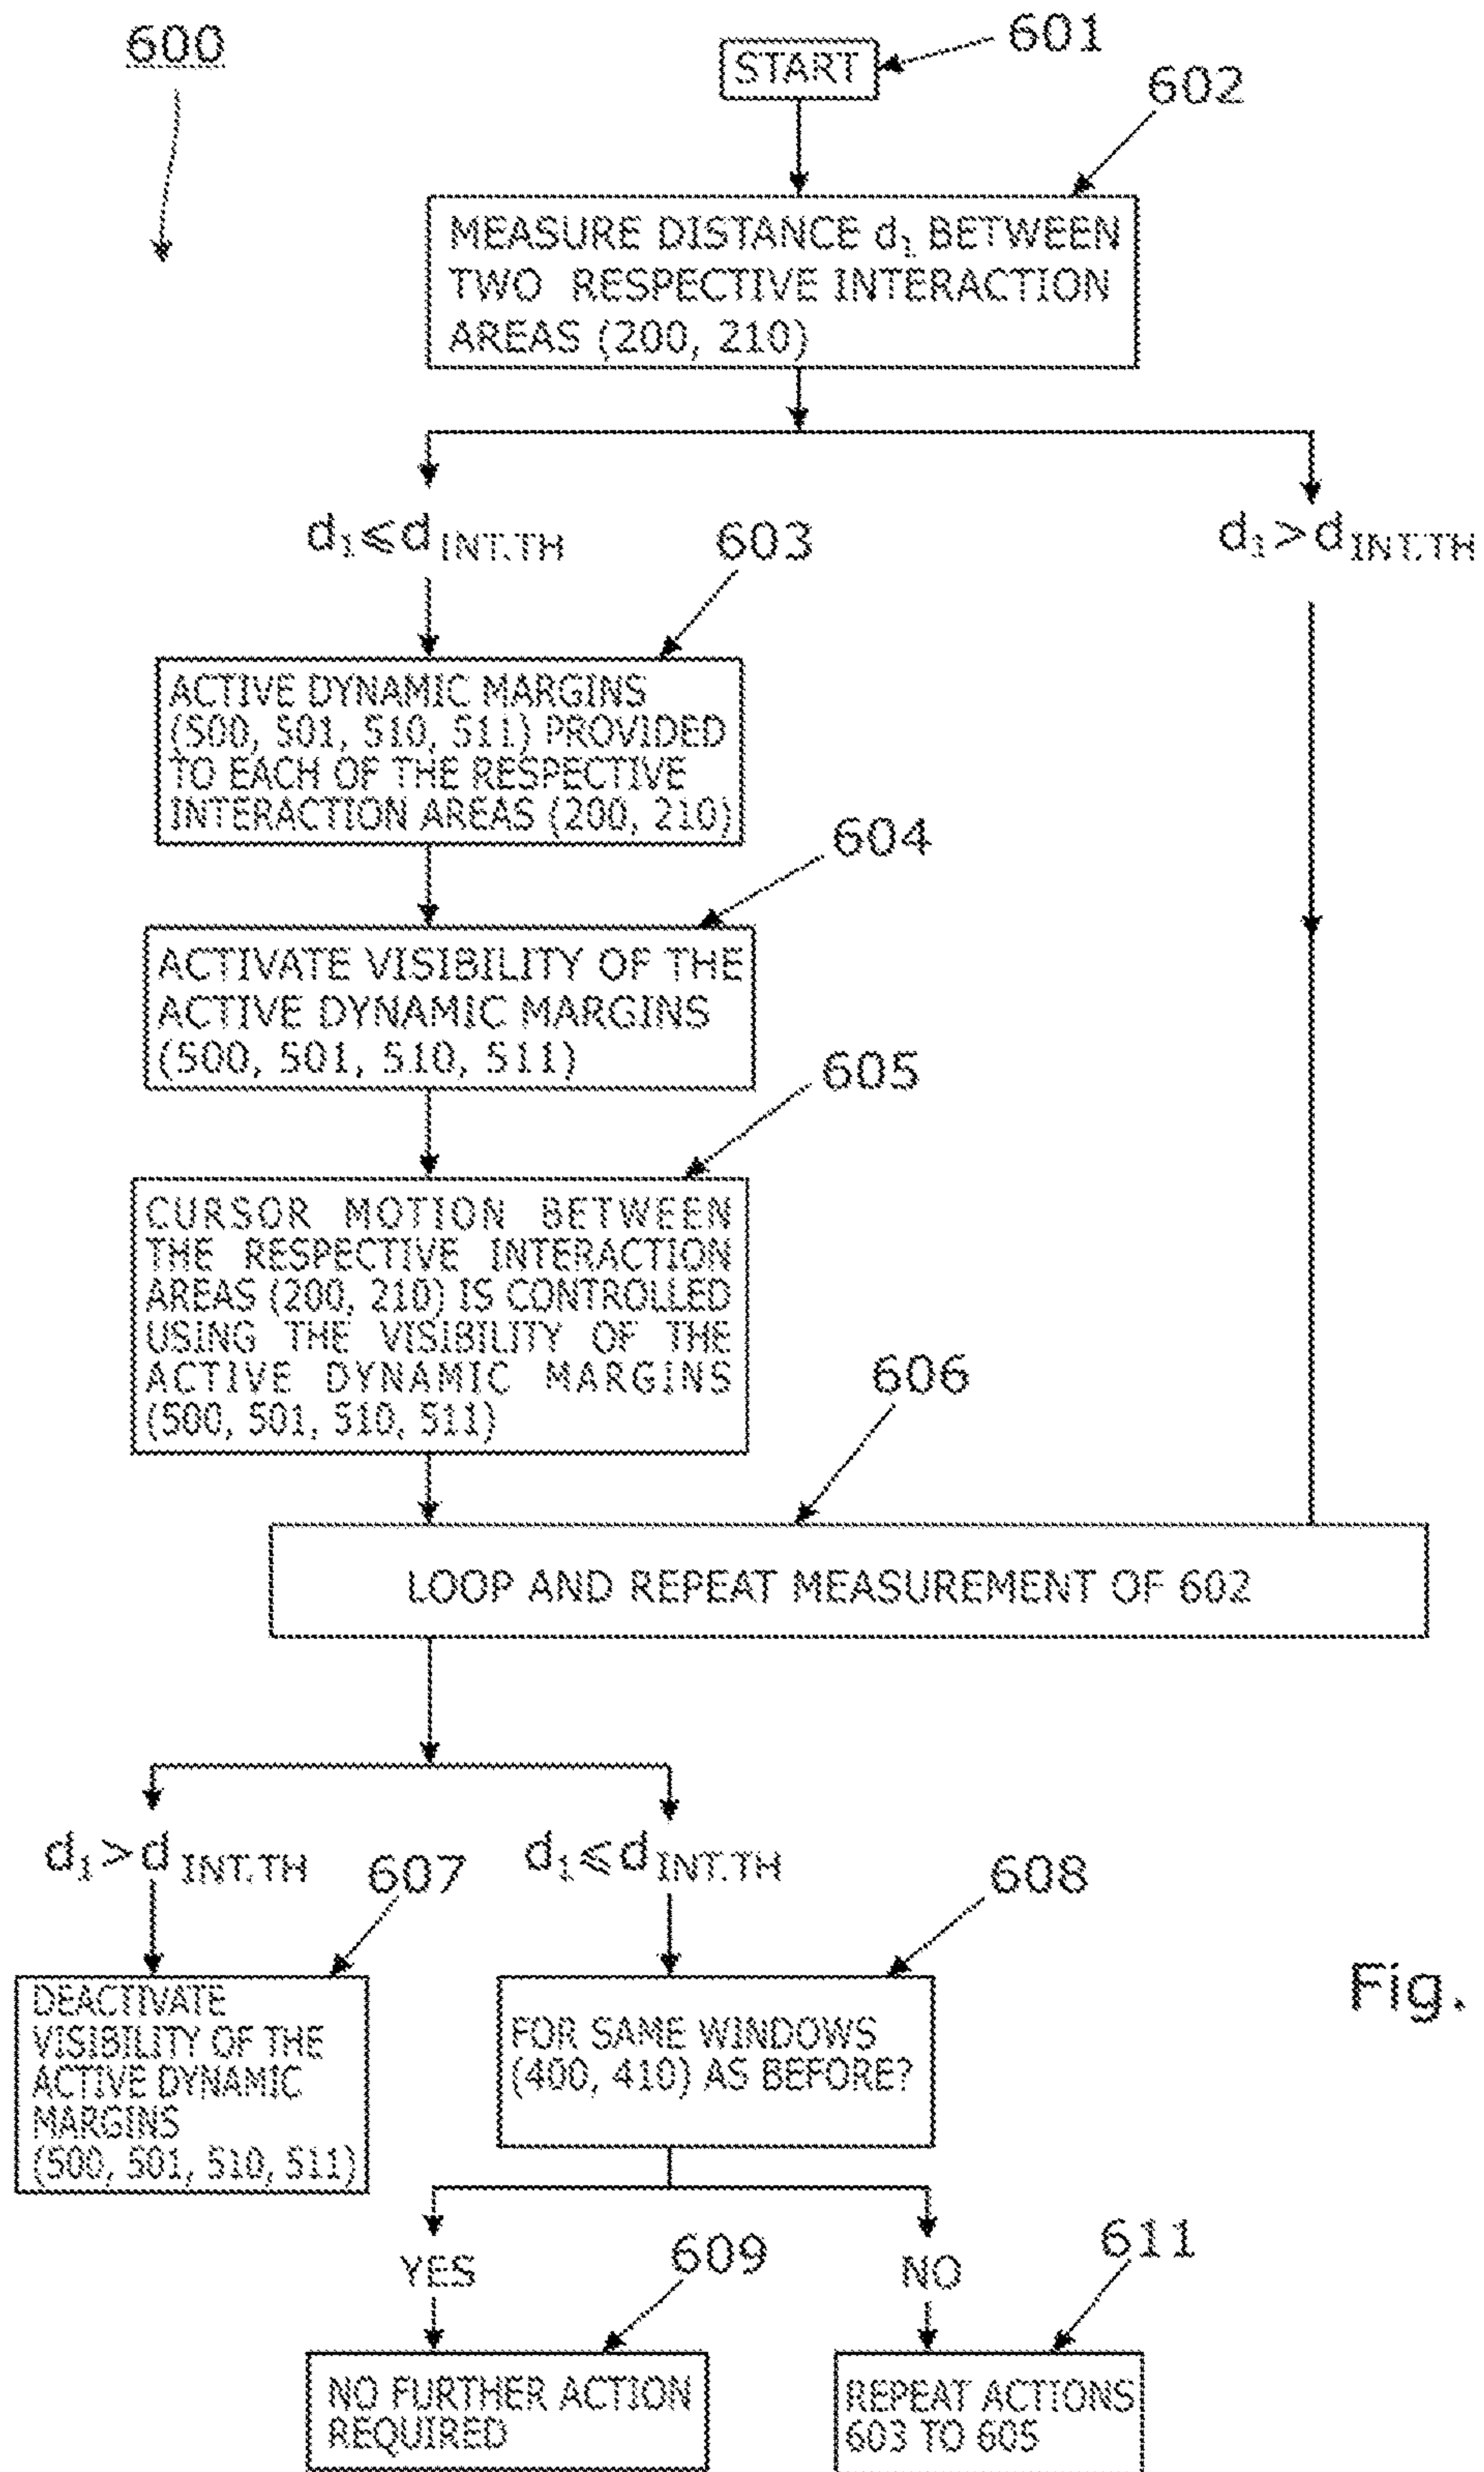 600
START
601
602
MEASURE DISTANCE d₁ BETWEEN
TWO RESPECTIVE INTERACTION
AREAS (200, 210)
d₁⩽d INT.TH
603
d₁>d INT.TH
ACTIVE DYNAMIC MARGINS
(500, 501, 510, 511) PROVIDED
TO EACH OF THE RESPECTIVE
INTERACTION AREAS (200, 210)
604
ACTIVATE VISIBILITY OF THE
ACTIVE DYNAMIC MARGINS
(500, 501, 510, 511)
605
CURSOR MOTION BETWEEN
THE RESPECTIVE INTERACTION
AREAS (200, 210) IS CONTROLLED
USING THE VISIBILITY OF THE
ACTIVE DYNAMIC MARGINS
(500, 501, 510, 511)
606
LOOP AND REPEAT MEASUREMENT OF 602
d₁>d INT.TH
607
d₁⩽d INT.TH
608
DEACTIVATE
VISIBILITY OF THE
ACTIVE DYNAMIC
MARGINS
(500, 501, 510, 511)
FOR SAME WINDOWS
(400, 410) AS BEFORE?
Fig.
YES
609
NO
611
NO FURTHER ACTION
REQUIRED
REPEAT ACTIONS
603 TO 605